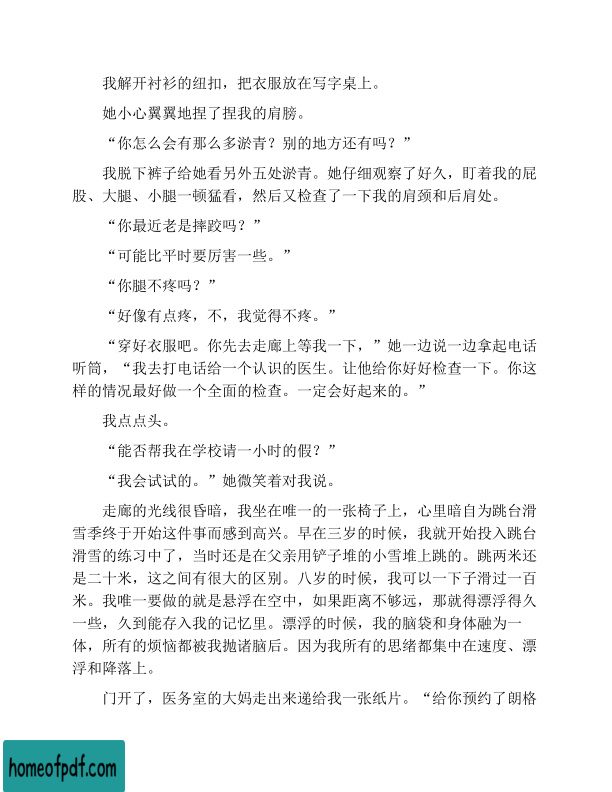 我解开衬衫的纽扣，把衣服放在写字桌上。
她小心翼翼地捏了捏我的肩膀。
“你怎么会有那么多淤青？别的地方还有吗？”
我脱下裤子给她看另外五处淤青。她仔细观察了好久，盯着我的屁
股、大腿、小腿一顿猛看，然后又检查了一下我的肩颈和后肩处。
“你最近老是摔跤吗？”
“可能比平时要厉害一些。”
“你腿不疼吗？”
“好像有点疼，不，我觉得不疼。”
“穿好衣服吧。你先去走廊上等我一下，”她一边说一边拿起电话
听筒，“我去打电话给一个认识的医生。让他给你好好检查一下。你这
样的情况最好做一个全面的检查。一定会好起来的。”
我点点头。
“能否帮我在学校请一小时的假？”
“我会试试的。”她微笑着对我说。
走廊的光线很昏暗，我坐在唯一的一张椅子上，心里暗自为跳台滑
雪季终于开始这件事而感到高兴。早在三岁的时候，我就开始投入跳台
滑雪的练习中了，当时还是在父亲用铲子堆的小雪堆上跳的。跳两米还
是二十米，这之间有很大的区别。八岁的时候，我可以一下子滑过一百
米。我唯一要做的就是悬浮在空中，如果距离不够远，那就得漂浮得久
一些，久到能存入我的记忆里。漂浮的时候，我的脑袋和身体融为一
体，所有的烦恼都被我抛诸脑后。因为我所有的思绪都集中在速度、漂
浮和降落上。
门开了，医务室的大妈走出来递给我一张纸片。“给你预约了朗格
homeofpdf.com